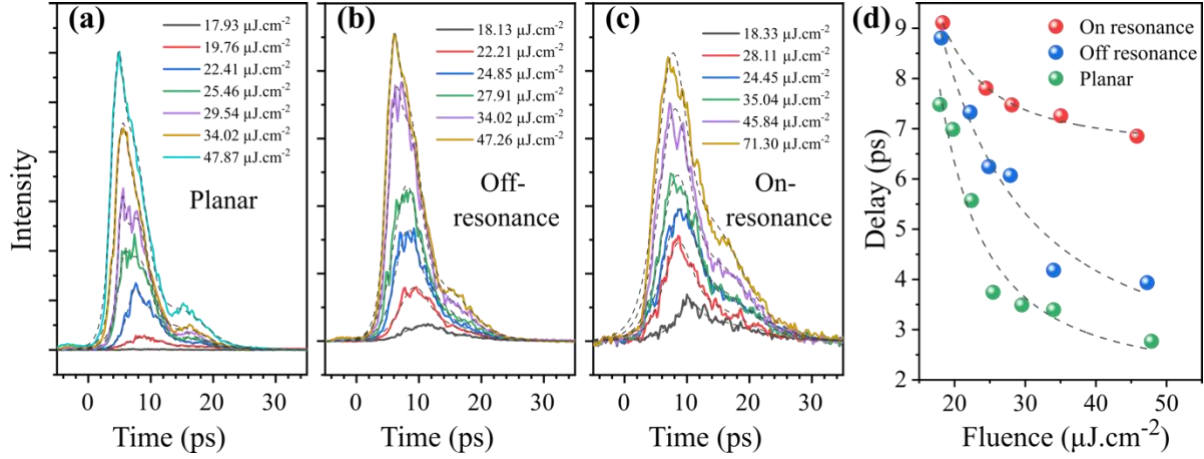 (a)
17.93 μJ.cm-2
19.76 μJ.cm-2
22.41 μJ.cm-2
25.46 μJ.cm-2
29.54 μJ.cm-2
34.02 μJ.cm-2
47.87 μJ.cm-2
Planar
Intensity
0 10 20 30
Time (ps)
(b)
18.13 μJ.cm-2
22.21 μJ.cm-2
24.85 μJ.cm-2
27.91 μJ.cm-2
34.02 μJ.cm-2
47.26 μJ.cm-2
Off-
resonance
0 10 20 30
Time (ps)
(c)
18.33 μJ.cm-2
28.11 μJ.cm-2
24.45 μJ.cm-2
35.04 μJ.cm-2
45.84 μJ.cm-2
71.30 μJ.cm-2
On-
resonance
0 10 20 30
Time (ps)
(d)
On resonance
Off resonance
Planar
Delay (ps)
9
8
7
6
5
4
3
2
20 30 40 50
Fluence (μJ.cm-2)